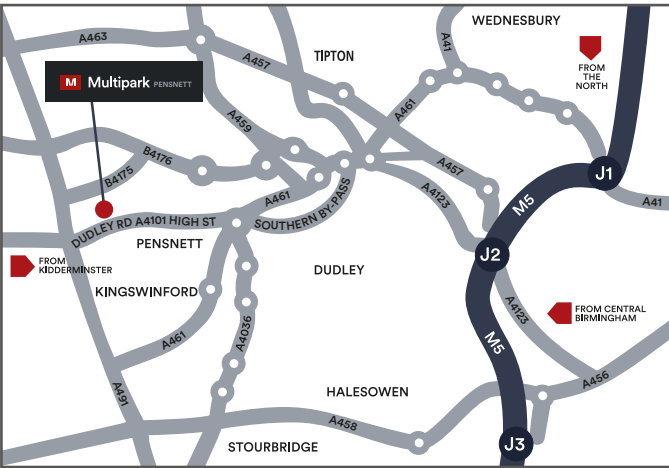 WEDNESBURY
A463
A41
TIPTON
A457
FROM
THE
NORTH
M Multipark PENSNETT
A461
A459
B4176
A457
J1
B4175
A461
A4123
M5
A41
SOUTHERN BY-PASS
DUDLEY RD A4101 HIGH ST
PENSNETT
J2
FROM
KIDDERMINSTER
DUDLEY
KINGSWINFORD
A4123
FROM CENTRAL
BIRMINGHAM
A4036
A461
M5
A456
A491
HALESOWEN
A458
STOURBRIDGE
J3